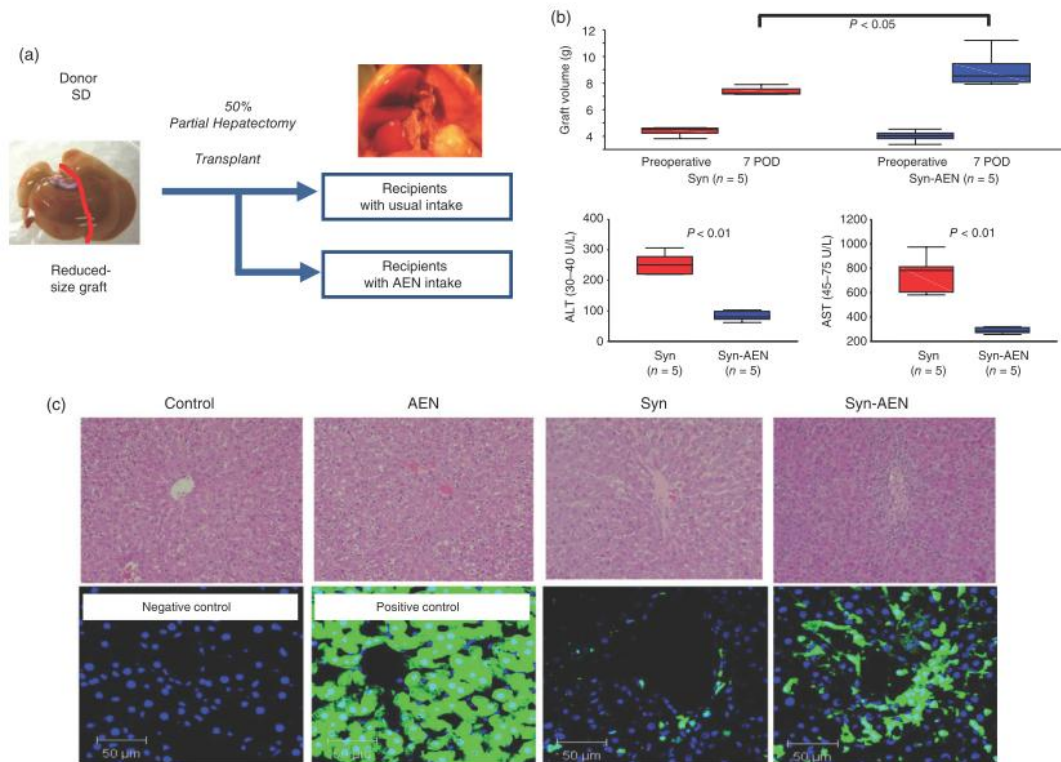 (a)
Donor
SD
50%
Partial Hepatectomy
Transplant
Recipients
with usual intake
Recipients
with AEN intake
Reduced-
size graft
(b)
P < 0.05
Graft volume (g)
12
10
8
6
4
Preoperative 7 POD Preoperative 7 POD
Syn (n = 5) Syn-AEN (n = 5)
ALT (30–40 U/L)
400
300
200
100
0
P < 0.01
Syn Syn-AEN
(n = 5) (n = 5)
AST (45–75 U/L)
1200
1000
800
600
400
200
P < 0.01
Syn Syn-AEN
(n = 5) (n = 5)
(c)
Control AEN Syn Syn-AEN
Negative control Positive control
50 μm 50 μm 50 μm 50 μm